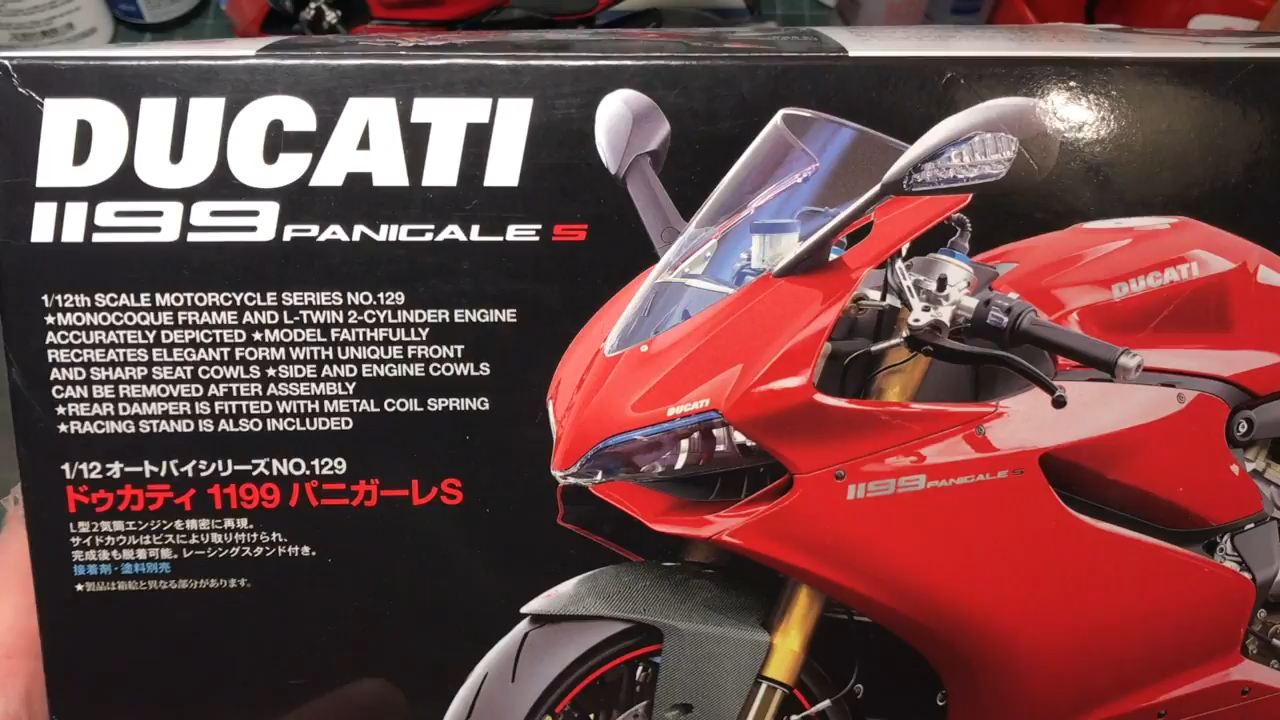 DUCATI
1199 PANIGALE S
1/12th SCALE MOTORCYCLE SERIES NO.129
★MONOCOQUE FRAME AND L-TWIN 2-CYLINDER ENGINE
ACCURATELY DEPICTED ★MODEL FAITHFULLY
RECREATES ELEGANT FORM WITH UNIQUE FRONT
AND SHARP SEAT COWLS ★SIDE AND ENGINE COWLS
CAN BE REMOVED AFTER ASSEMBLY
★REAR DAMPER IS FITTED WITH METAL COIL SPRING
★RACING STAND IS ALSO INCLUDED
1/12 オートバイシリーズNO.129
ドゥカティ 1199 パニガーレS
L型2気筒エンジンを精密に再現。
サイドカウルはビスにより取り付けられ、
完成後も脱着可能。レーシングスタンド付き。
接着剤・塗料別売
★製品は箱絵と異なる部分があります。
DUCATI
DUCATI
1199 PANIGALE S